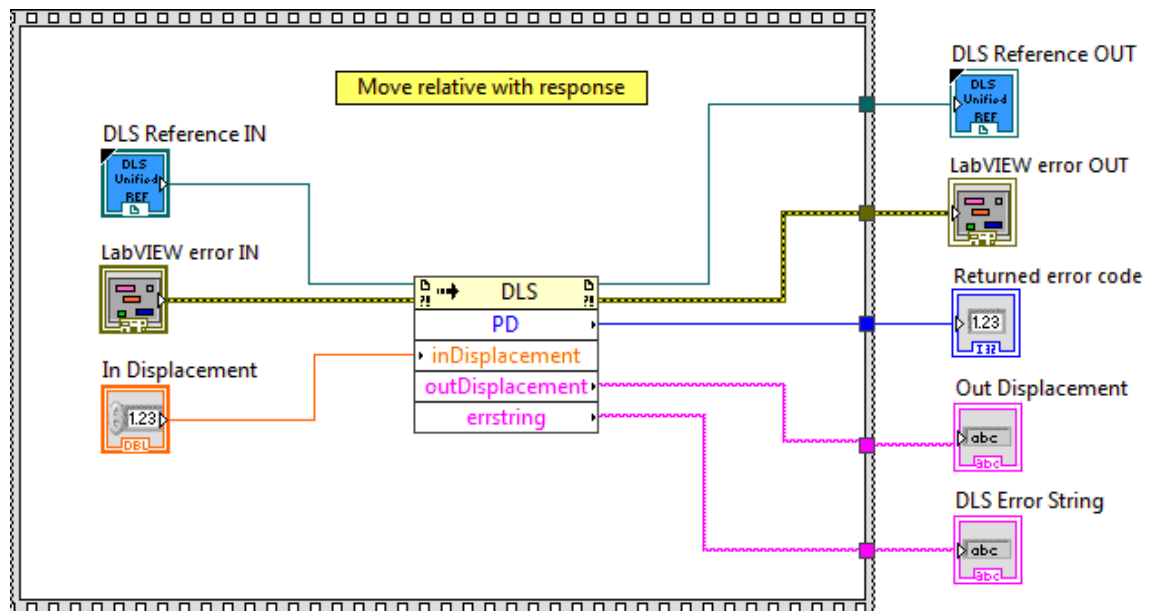 Move relative with response
DLS Reference IN
DLS
Unified
REF
LabVIEW error IN
?!
In Displacement
1.23
DBL
?!
DLS
?!
PD
inDisplacement
outDisplacement
errstring
DLS Reference OUT
DLS
Unified
REF
LabVIEW error OUT
?!
Returned error code
1.23
I32
Out Displacement
abc
abc
DLS Error String
abc
abc